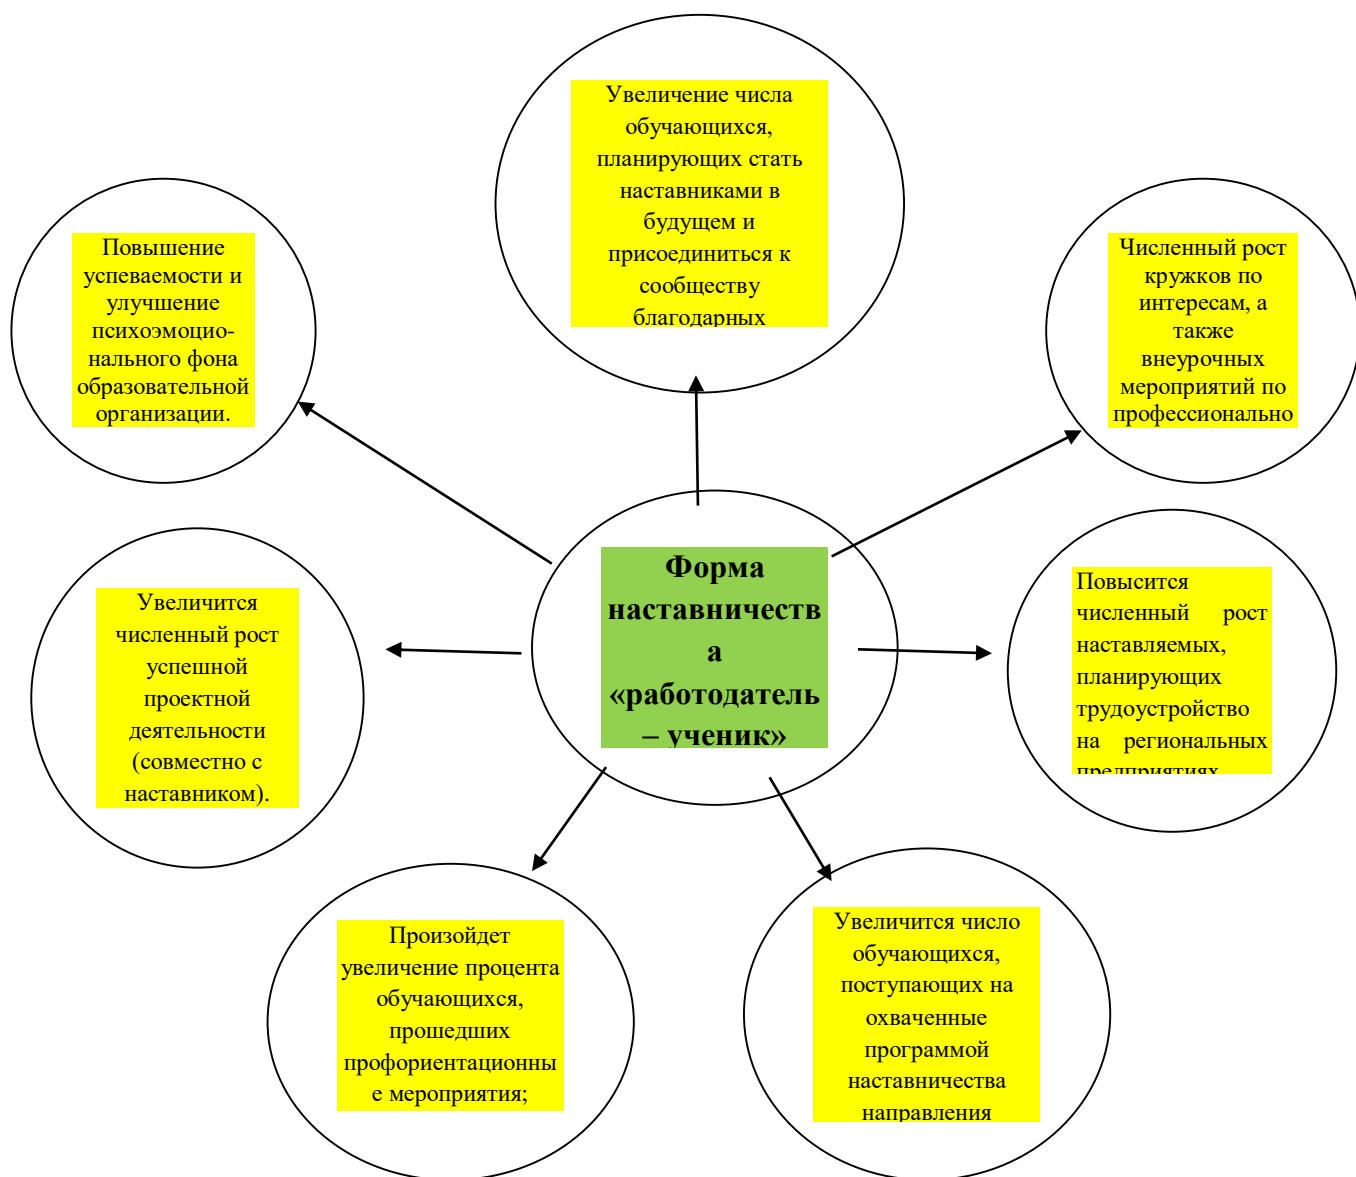 Увеличение числа
обучающихся,
планирующих стать
наставниками в
будущем и
присоединиться к
сообществу
благодарных
Повышение
успеваемости и
улучшение
психоэмоцио-
нального фона
образовательной
организации.
Численный рост
кружков по
интересам, а
также
внеурочных
мероприятий по
профессионально
Форма
наставничеств
а
«работодатель
– ученик»
Увеличится
численный рост
успешной
проектной
деятельности
(совместно с
наставником).
Повысится
численный рост
наставляемых,
планирующих
трудоустройство
на региональных
предприятиях
Произойдет
увеличение процента
обучающихся,
прошедших
профориентационны
е мероприятия;
Увеличится число
обучающихся,
поступающих на
охваченные
программой
наставничества
направления